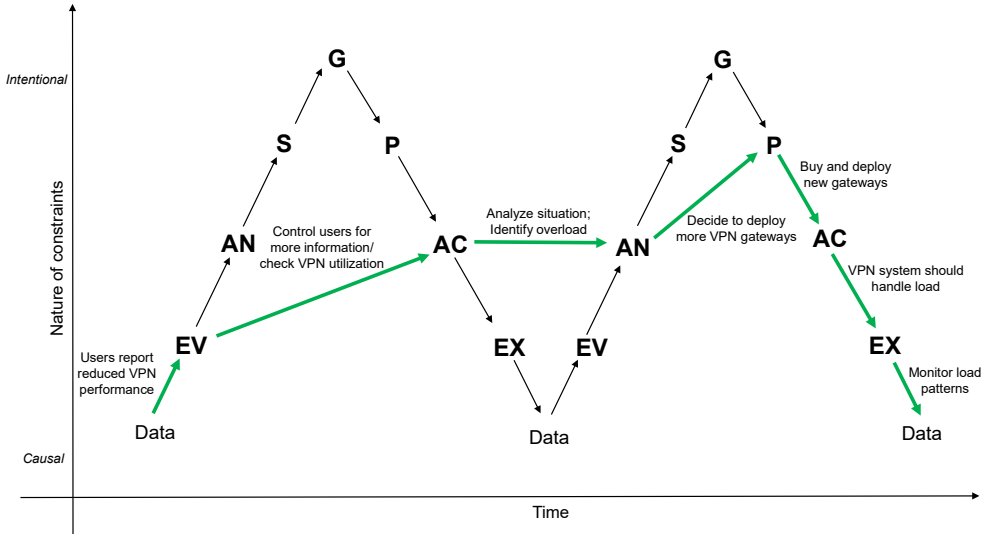 Intentional
Nature of constraints
Causal
Time
Data
Users report
reduced VPN
performance
EV
AN
S
G
P
Control users for
more information/
check VPN utilization
AC
EX
Data
Analyze situation;
Identify overload
EV
AN
S
G
Decide to deploy
more VPN gateways
P
Buy and deploy
new gateways
AC
VPN system should
handle load
EX
Monitor load
patterns
Data